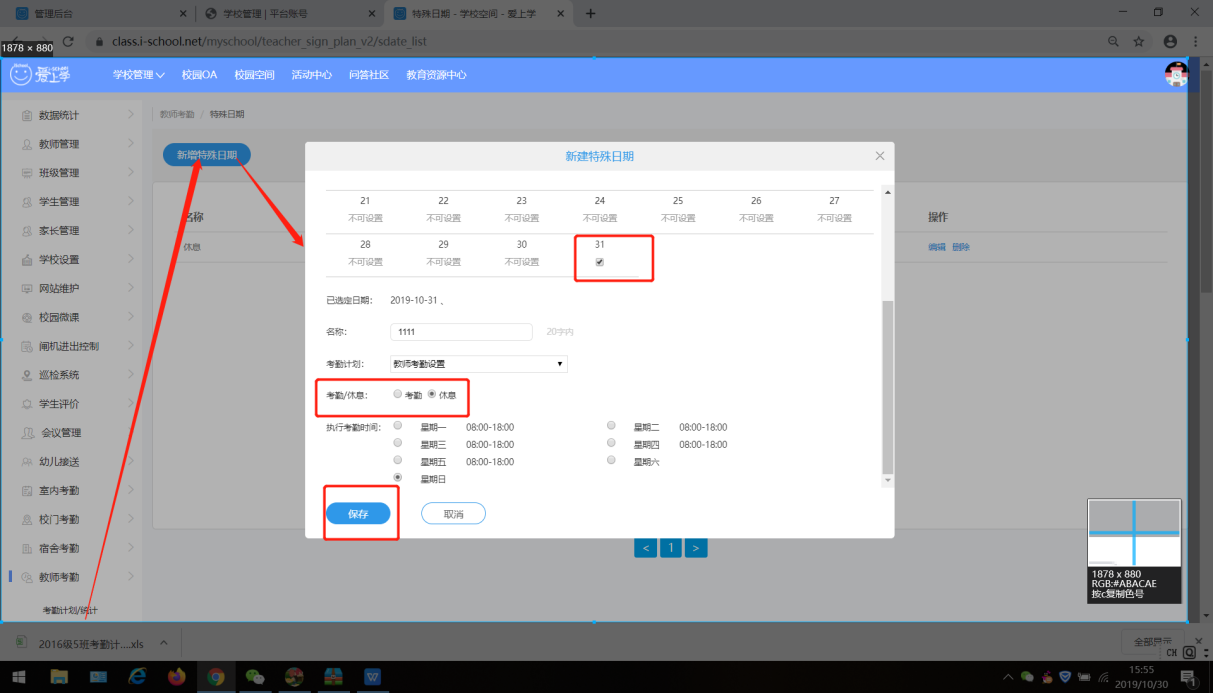 管理后台
学校管理 | 平台账号
特殊日期 - 学校空间 - 爱上学
class.i-school.net/myschool/teacher_sign_plan_v2/sdate_list
1878 × 880
爱上学
学校管理 校园OA 校园空间 活动中心 问答社区 教育资源中心
数据统计
教师管理
班级管理
学生管理
家长管理
学校设置
网站维护
校园微课
闸机进出控制
巡检系统
学生评价
会议管理
幼儿接送
室内考勤
校门考勤
宿舍考勤
教师考勤
考勤计划/统计
教师考勤 / 特殊日期
新增特殊日期
名称 操作
休息 编辑 删除
新建特殊日期
21 22 23 24 25 26 27
不可设置 不可设置 不可设置 不可设置 不可设置 不可设置 不可设置
28 29 30 31
不可设置 不可设置 不可设置
已选定日期: 2019-10-31 、
名称: 1111 20字内
考勤计划: 教师考勤设置
考勤/休息: 考勤 休息
执行考勤时间: 星期一 08:00-18:00 星期二 08:00-18:00
星期三 08:00-18:00 星期四 08:00-18:00
星期五 08:00-18:00 星期六
星期日
保存 取消
< 1 >
1878 x 880
RGB:#ABACAE
按c复制色号
2016级5班考勤计....xls
全部显示
CH
15:55
2019/10/30
1